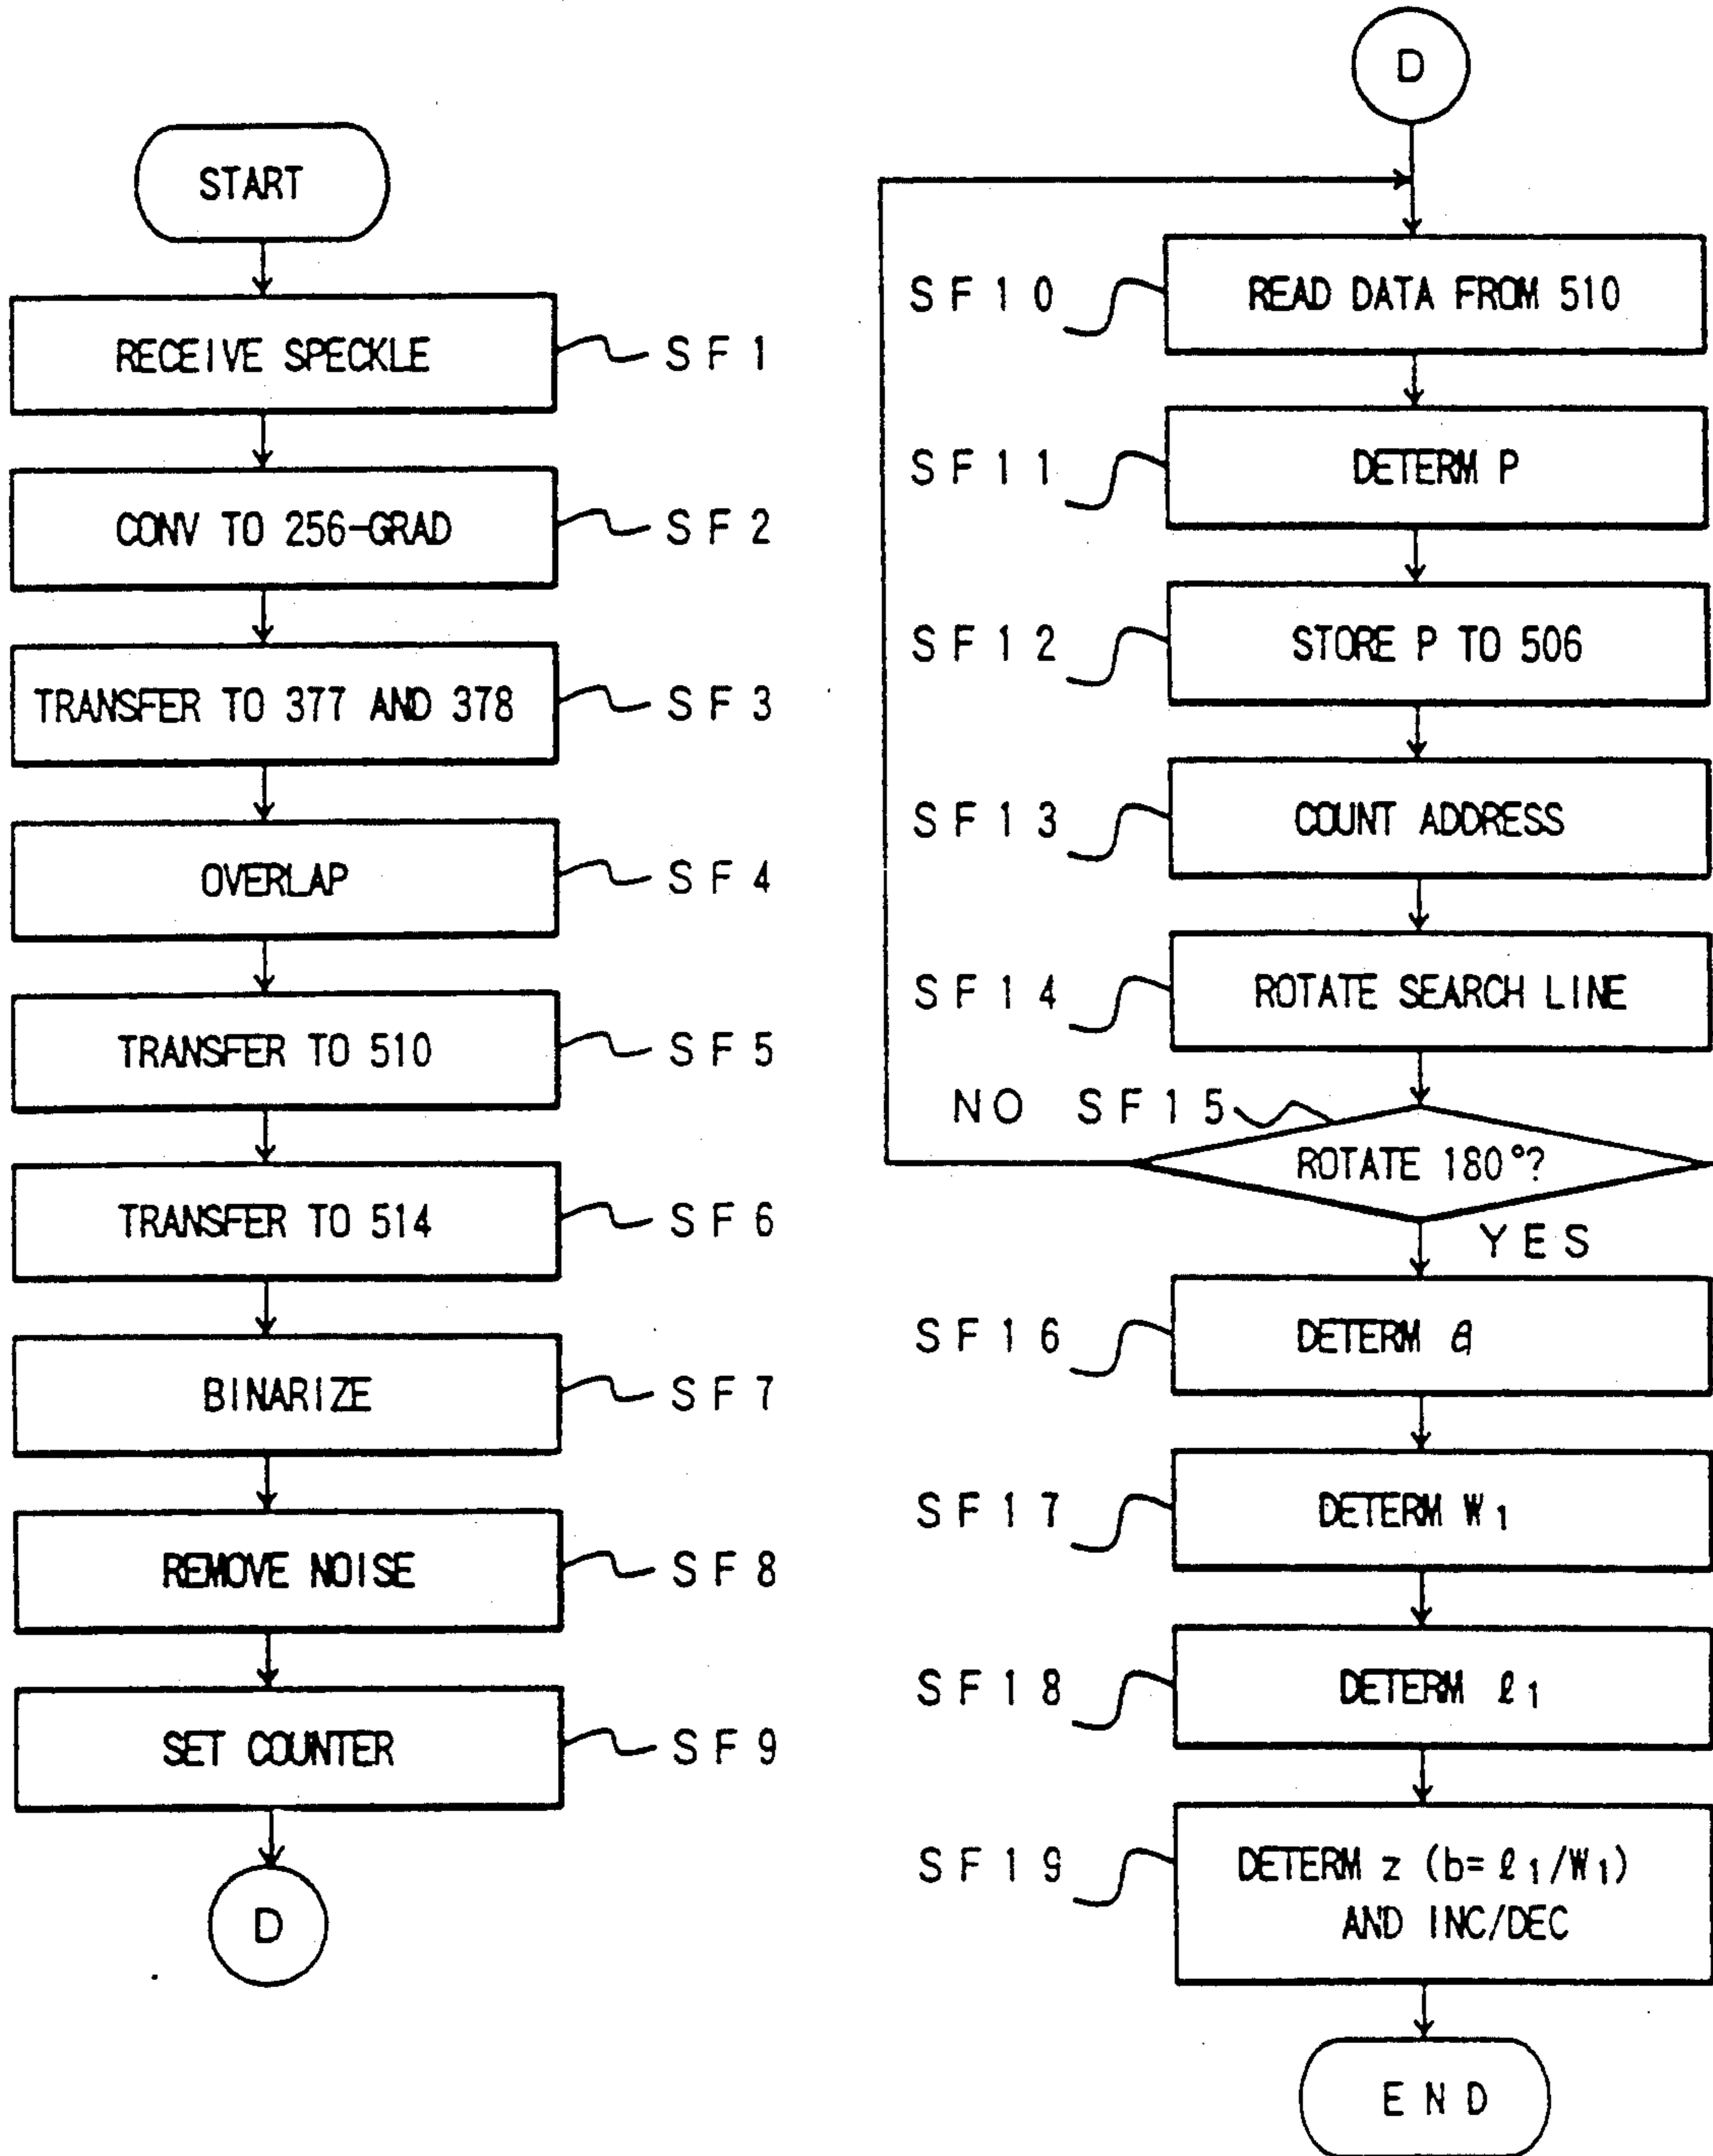 START
RECEIVE SPECKLE
SF1
CONV TO 256-GRAD
SF2
TRANSFER TO 377 AND 378
SF3
OVERLAP
SF4
TRANSFER TO 510
SF5
TRANSFER TO 514
SF6
BINARIZE
SF7
REMOVE NOISE
SF8
SET COUNTER
SF9
D
D
SF10
READ DATA FROM 510
SF11
DETERM P
SF12
STORE P TO 506
SF13
COUNT ADDRESS
SF14
ROTATE SEARCH LINE
NO SF15
ROTATE 180°?
YES
SF16
DETERM θ
SF17
DETERM W₁
SF18
DETERM ℓ₁
SF19
DETERM z (b=ℓ₁/W₁)
AND INC/DEC
END